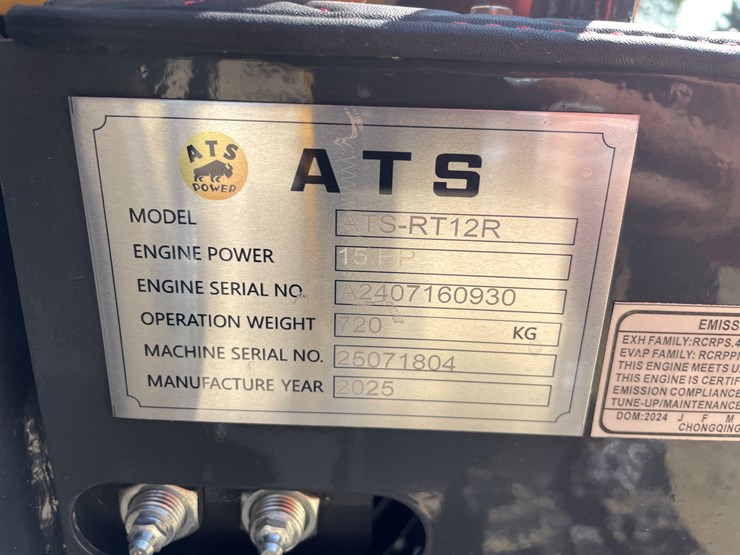 ATS
POWER
ATS
MODEL ATS-RT12R
ENGINE POWER 15 HP
ENGINE SERIAL NO. A2407160930
OPERATION WEIGHT 720 KG
MACHINE SERIAL NO. 25071804
MANUFACTURE YEAR 2025
EMISS
EXH FAMILY:RCRPS.4
EVAP FAMILY: RCRPP
THIS ENGINE MEETS U.
THIS ENGINE IS CERTIF
EMISSION COMPLIANCE
TUNE-UP/MAINTENANCE
DOM:2024 J F M
CHONGQING